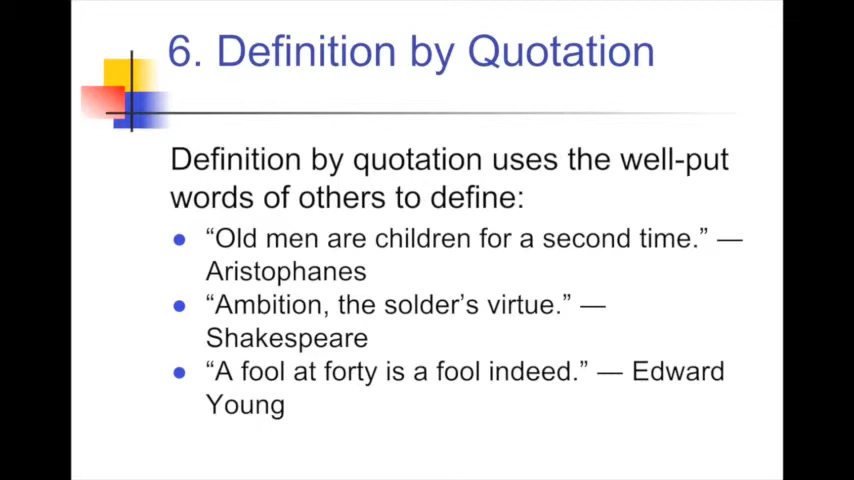 6. Definition by Quotation
Definition by quotation uses the well-put
words of others to define:
“Old men are children for a second time.” —
Aristophanes
“Ambition, the solder’s virtue.” —
Shakespeare
“A fool at forty is a fool indeed.” — Edward
Young